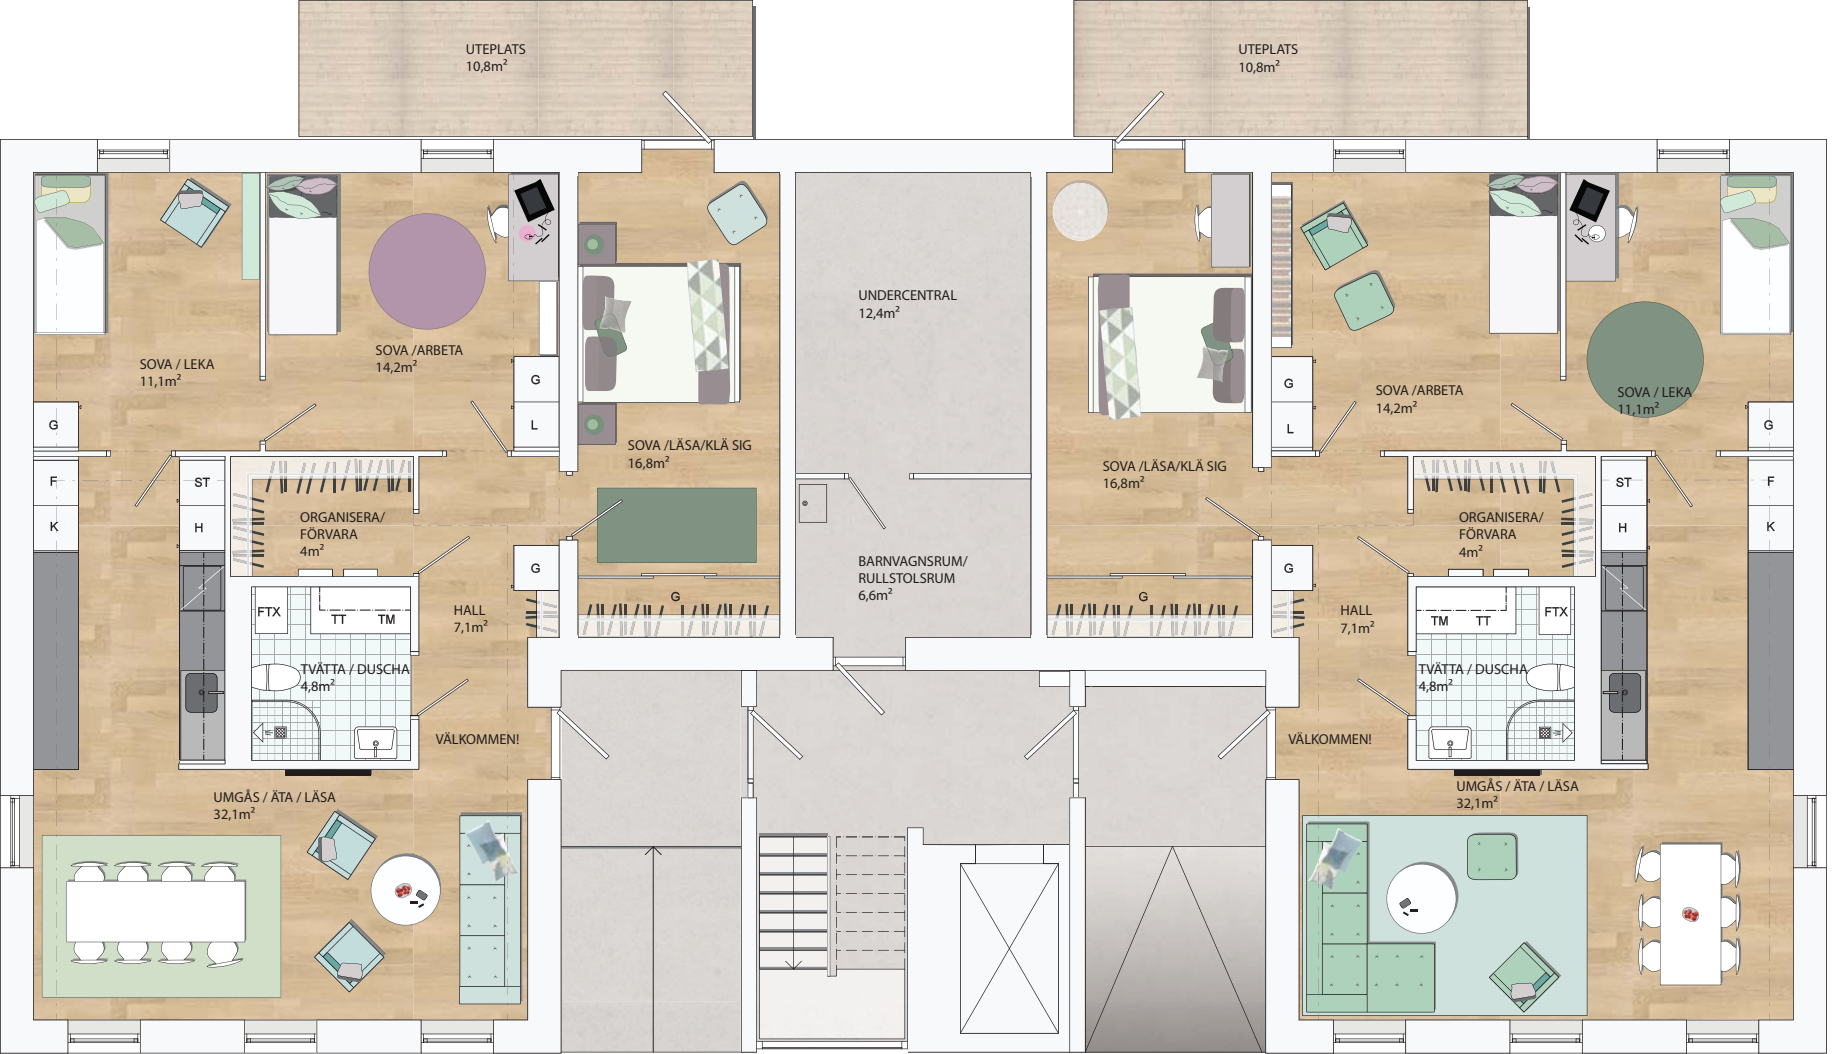 UTEPLATS
10,8m²
UTEPLATS
10,8m²
SOVA / LEKA
11,1m²
SOVA /ARBETA
14,2m²
G
L
G
SOVA /LÄSA/KLÄ SIG
16,8m²
UNDERCENTRAL
12,4m²
SOVA /LÄSA/KLÄ SIG
16,8m²
G
L
SOVA /ARBETA
14,2m²
SOVA / LEKA
11,1m²
G
F
K
ST
H
ORGANISERA/
FÖRVARA
4m²
G
G
BARNVAGNSRUM/
RULLSTOLSRUM
6,6m²
G
G
ORGANISERA/
FÖRVARA
4m²
ST
H
F
K
FTX
TT
TM
HALL
7,1m²
HALL
7,1m²
TM
TT
FTX
TVÄTTA / DUSCHA
4,8m²
TVÄTTA / DUSCHA
4,8m²
VÄLKOMMEN!
VÄLKOMMEN!
UMGÅS / ÄTA / LÄSA
32,1m²
UMGÅS / ÄTA / LÄSA
32,1m²